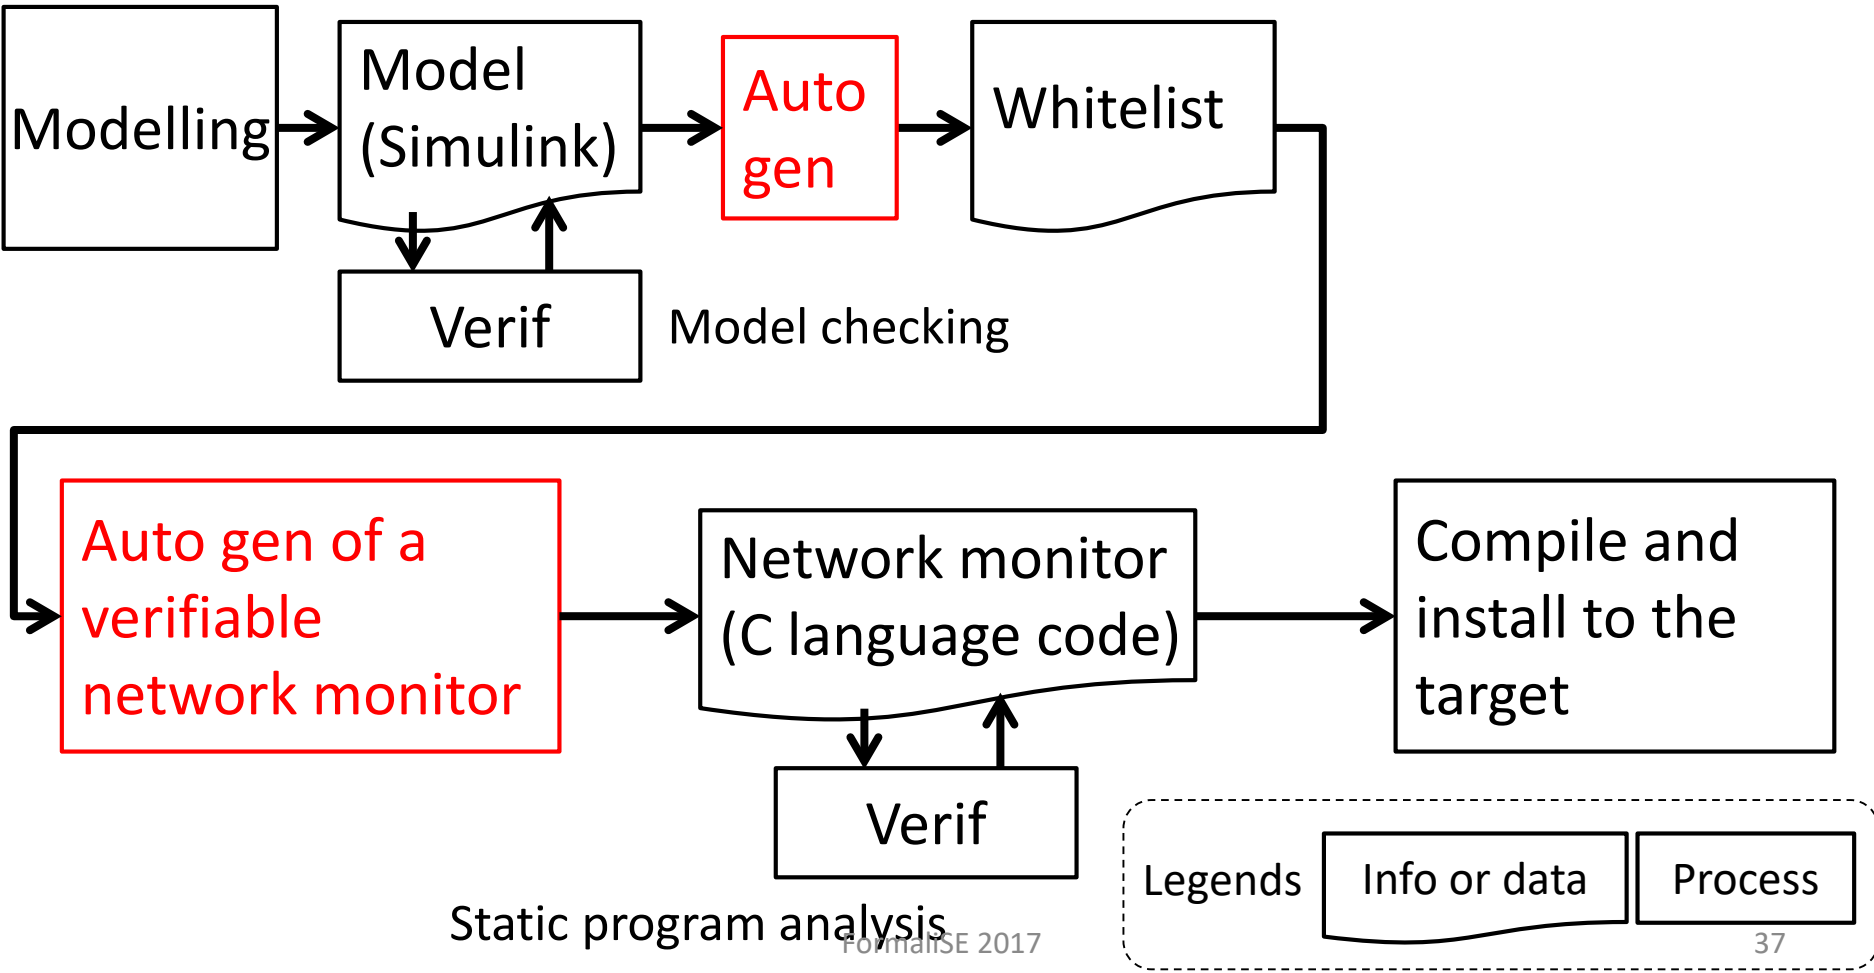 Modelling
Model
(Simulink)
Auto
gen
Whitelist
Verif
Model checking
Auto gen of a
verifiable
network monitor
Network monitor
(C language code)
Compile and
install to the
target
Verif
Static program analysis
Legends
Info or data
Process
FormaliSE 2017
37